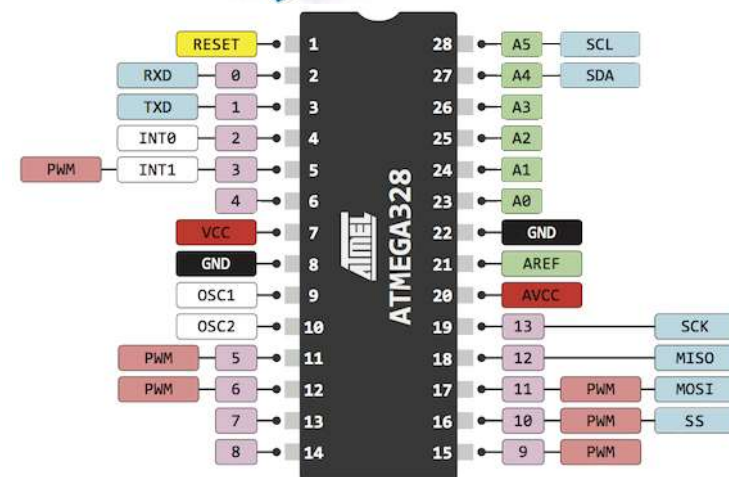 RESET 1 28 A5 SCL
RXD 0 2 27 A4 SDA
TXD 1 3 26 A3
INT0 2 4 25 A2
PWM INT1 3 5 24 A1
4 6 23 A0
VCC 7 22 GND
GND 8 21 AREF
OSC1 9 20 AVCC
OSC2 10 19 13 SCK
PWM 5 11 18 12 MISO
PWM 6 12 17 11 PWM MOSI
7 13 16 10 PWM SS
8 14 15 9 PWM
ATMEL
ATMEGA328